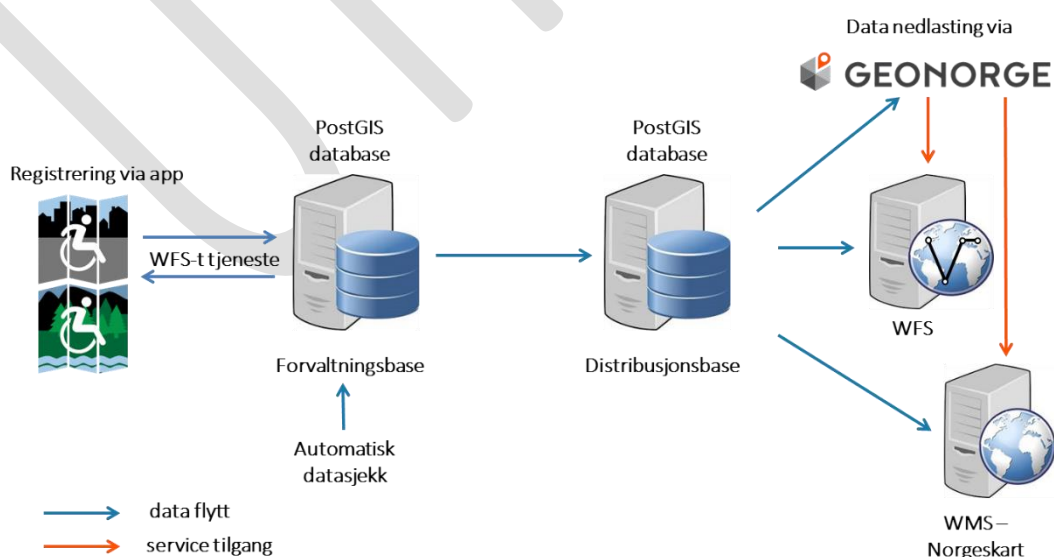 Data nedlasting via
GEONORGE
PostGIS
database
PostGIS
database
Registrering via app
WFS-t tjeneste
WFS
Forvaltningsbase
Distribusjonsbase
Automatisk
datasjekk
data flytt
service tilgang
WMS –
Norgeskart